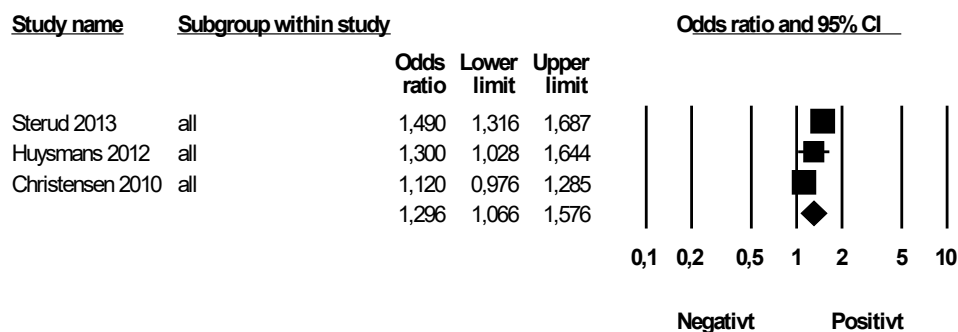 Study name Subgroup within study Odds ratio and 95% CI
Odds Lower Upper
ratio limit limit
Sterud 2013 all 1,490 1,316 1,687
Huysmans 2012 all 1,300 1,028 1,644
Christensen 2010 all 1,120 0,976 1,285
1,296 1,066 1,576
0,1 0,2 0,5 1 2 5 10
Negativt Positivt